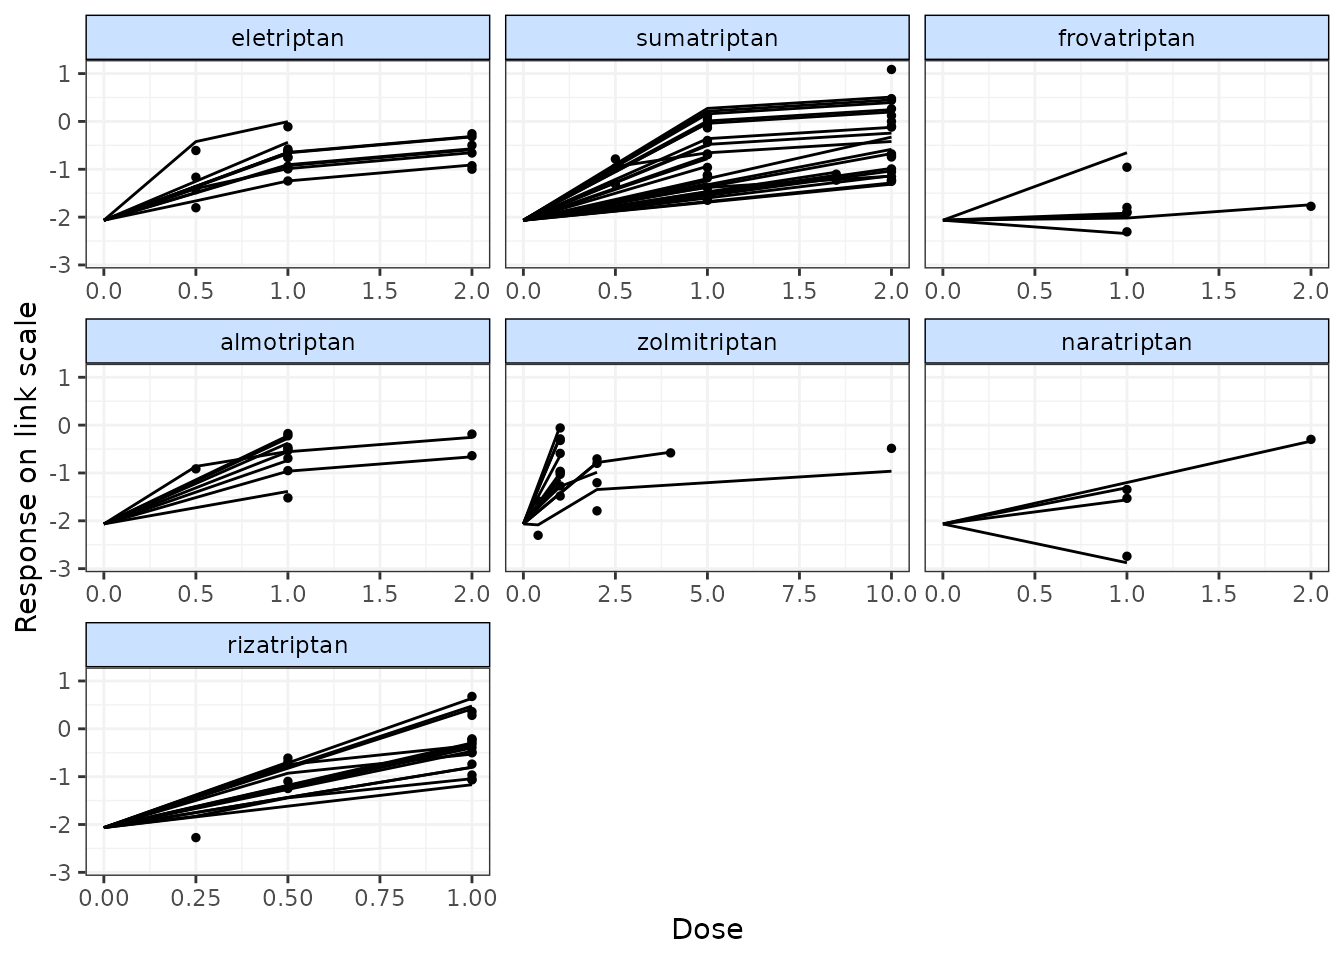 eletriptan sumatriptan frovatriptan
1
0
-1
-2
-3
0.0 0.5 1.0 1.5 2.0 0.0 0.5 1.0 1.5 2.0 0.0 0.5 1.0 1.5 2.0
almotriptan zolmitriptan naratriptan
1
0
-1
-2
-3
0.0 0.5 1.0 1.5 2.0 0.0 2.5 5.0 7.5 10.0 0.0 0.5 1.0 1.5 2.0
rizatriptan
1
0
-1
-2
-3
0.00 0.25 0.50 0.75 1.00
Response on link scale
Dose